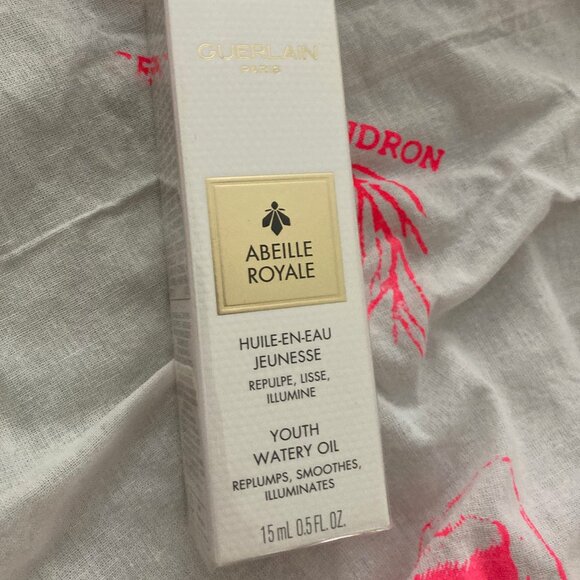 GUERLAIN
PARIS
ABEILLE
ROYALE
HUILE-EN-EAU
JEUNESSE
REPULPE, LISSE,
ILLUMINE
YOUTH
WATERY OIL
REPLUMPS, SMOOTHES,
ILLUMINATES
15 mL 0.5 FL. OZ.